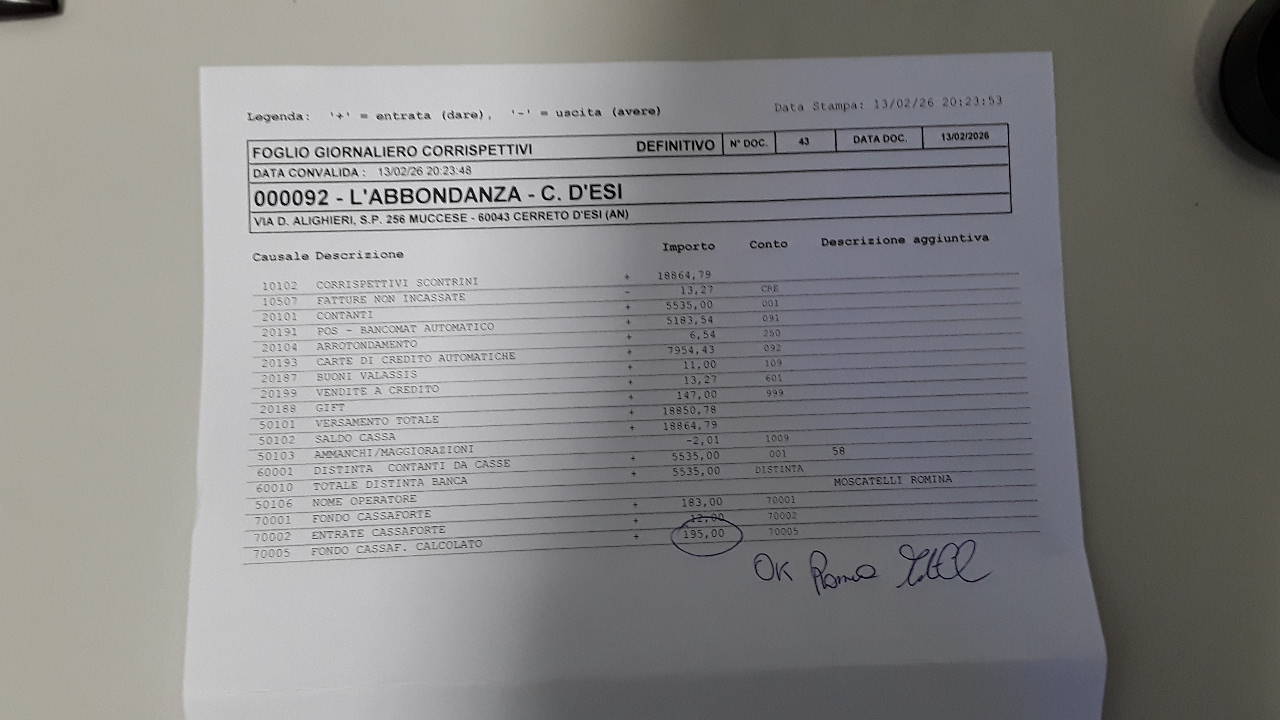 Legenda: '+' = entrata (dare), '-' = uscita (avere) Data Stampa: 13/02/26 20:23:53
FOGLIO GIORNALIERO CORRISPETTIVI DEFINITIVO N° DOC. 43 DATA DOC. 13/02/2026
DATA CONVALIDA : 13/02/26 20:23:48
000092 - L'ABBONDANZA - C. D'ESI
VIA D. ALIGHIERI, S.P. 256 MUCCESE - 60043 CERRETO D'ESI (AN)
Causale Descrizione Importo Conto Descrizione aggiuntiva
10102 CORRISPETTIVI SCONTRINI + 18864,79
10507 FATTURE NON INCASSATE - 13,27 CRE
20101 CONTANTI + 5535,00 001
20191 POS - BANCOMAT AUTOMATICO + 5183,54 091
20104 ARROTONDAMENTO + 6,54 250
20193 CARTE DI CREDITO AUTOMATICHE + 7954,43 092
20187 BUONI VALASSIS + 11,00 109
20199 VENDITE A CREDITO + 13,27 601
20188 GIFT + 147,00 999
50101 VERSAMENTO TOTALE + 18850,78
50102 SALDO CASSA + 18864,79
50103 AMMANCHI/MAGGIORAZIONI -2,01 1009
60001 DISTINTA CONTANTI DA CASSE + 5535,00 001 58
60010 TOTALE DISTINTA BANCA + 5535,00 DISTINTA
50106 NOME OPERATORE MOSCATELLI ROMINA
70001 FONDO CASSAFORTE + 183,00 70001
70002 ENTRATE CASSAFORTE + 12,00 70002
70005 FONDO CASSAF. CALCOLATO + 195,00 70005
OK